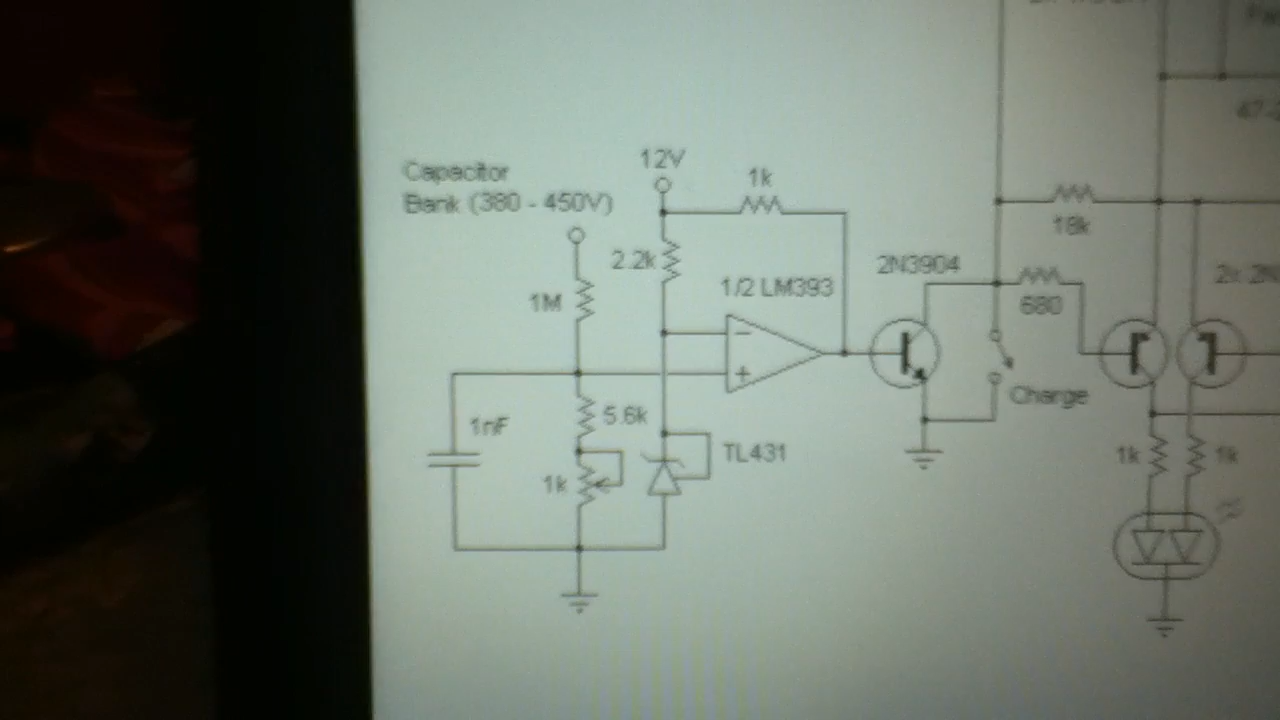 Capacitor
Bank (380 - 450V)
12V
1k
2.2k
1M
1/2 LM393
2N3904
18k
680
Charge
5.6k
1nF
1k
TL431
1k
1k